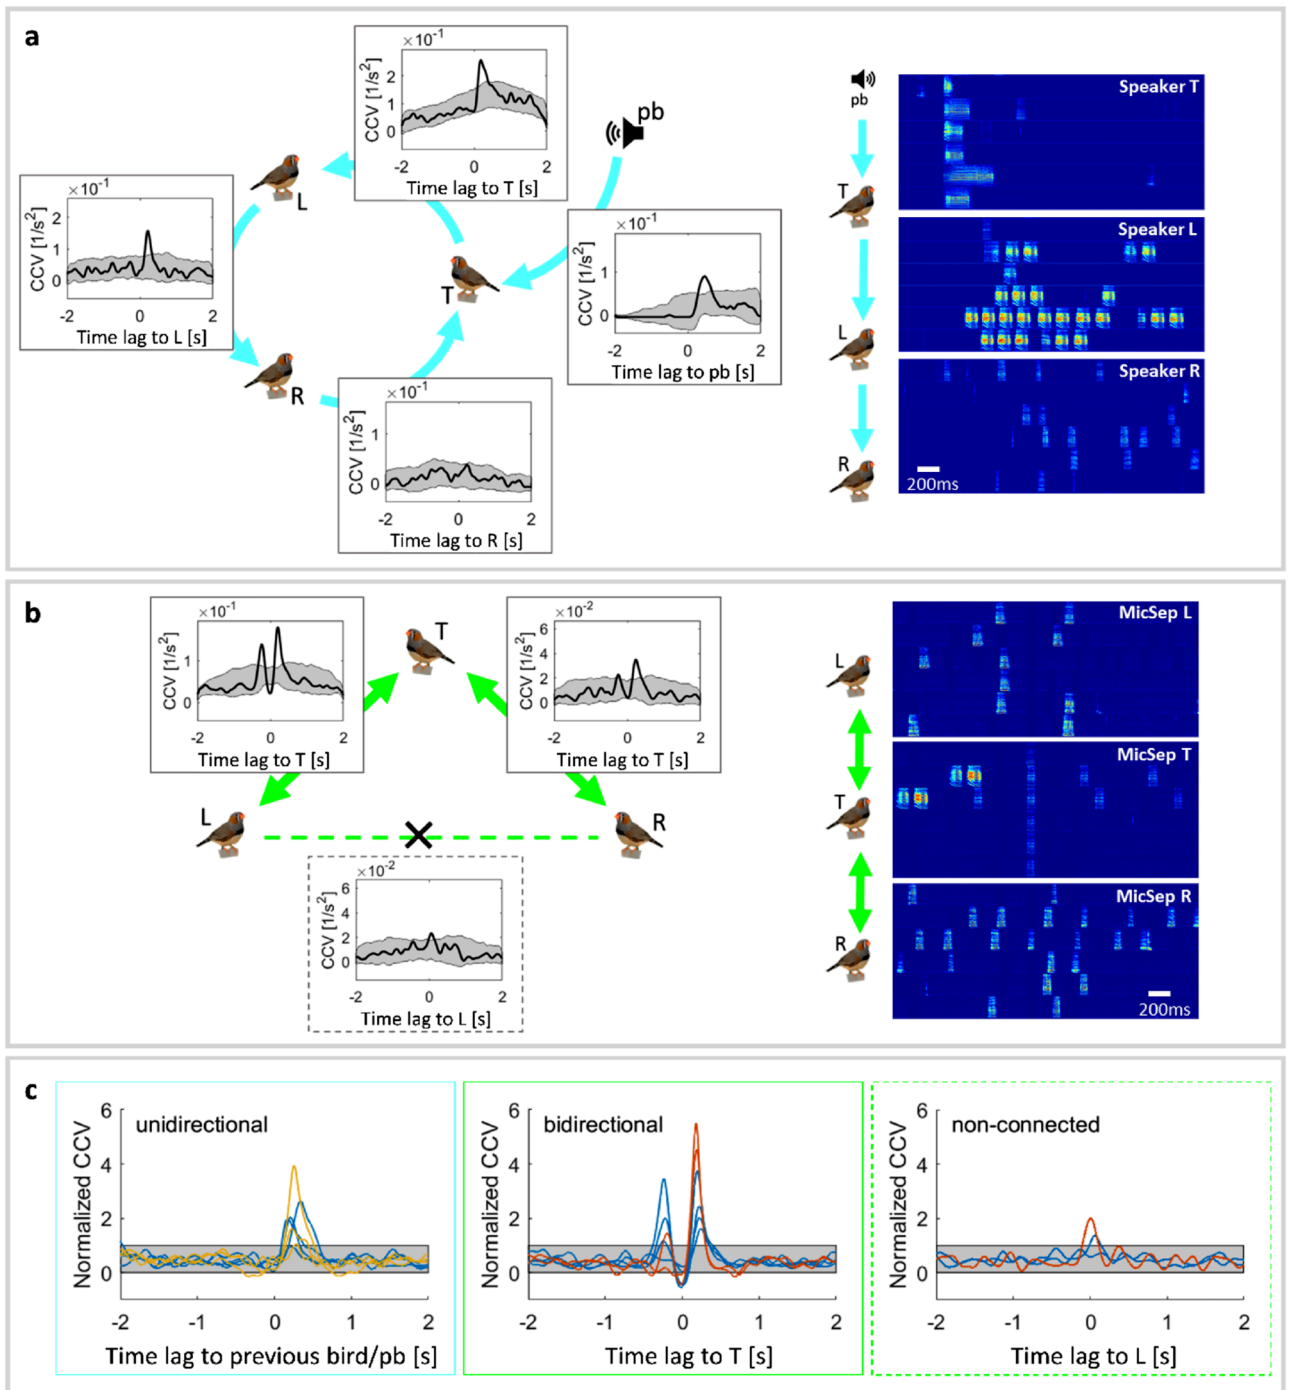 a
×10⁻¹
CCV [1/s²]
2
1
0
-2
0
2
Time lag to T [s]
pb
L
×10⁻¹
CCV [1/s²]
2
1
0
-2
0
2
Time lag to L [s]
T
×10⁻¹
CCV [1/s²]
1
0
-2
0
2
Time lag to pb [s]
R
×10⁻¹
CCV [1/s²]
1
0
-2
0
2
Time lag to R [s]
pb
T
L
R
Speaker T
Speaker L
Speaker R
200ms
b
×10⁻¹
CCV [1/s²]
1
0
-2
0
2
Time lag to T [s]
T
×10⁻²
CCV [1/s²]
6
4
2
0
-2
0
2
Time lag to T [s]
L
R
×10⁻²
CCV [1/s²]
6
4
2
0
-2
0
2
Time lag to L [s]
L
T
R
MicSep L
MicSep T
MicSep R
200ms
c
unidirectional
Normalized CCV
6
4
2
0
-2
-1
0
1
2
Time lag to previous bird/pb [s]
bidirectional
Normalized CCV
6
4
2
0
-2
-1
0
1
2
Time lag to T [s]
non-connected
Normalized CCV
6
4
2
0
-2
-1
0
1
2
Time lag to L [s]